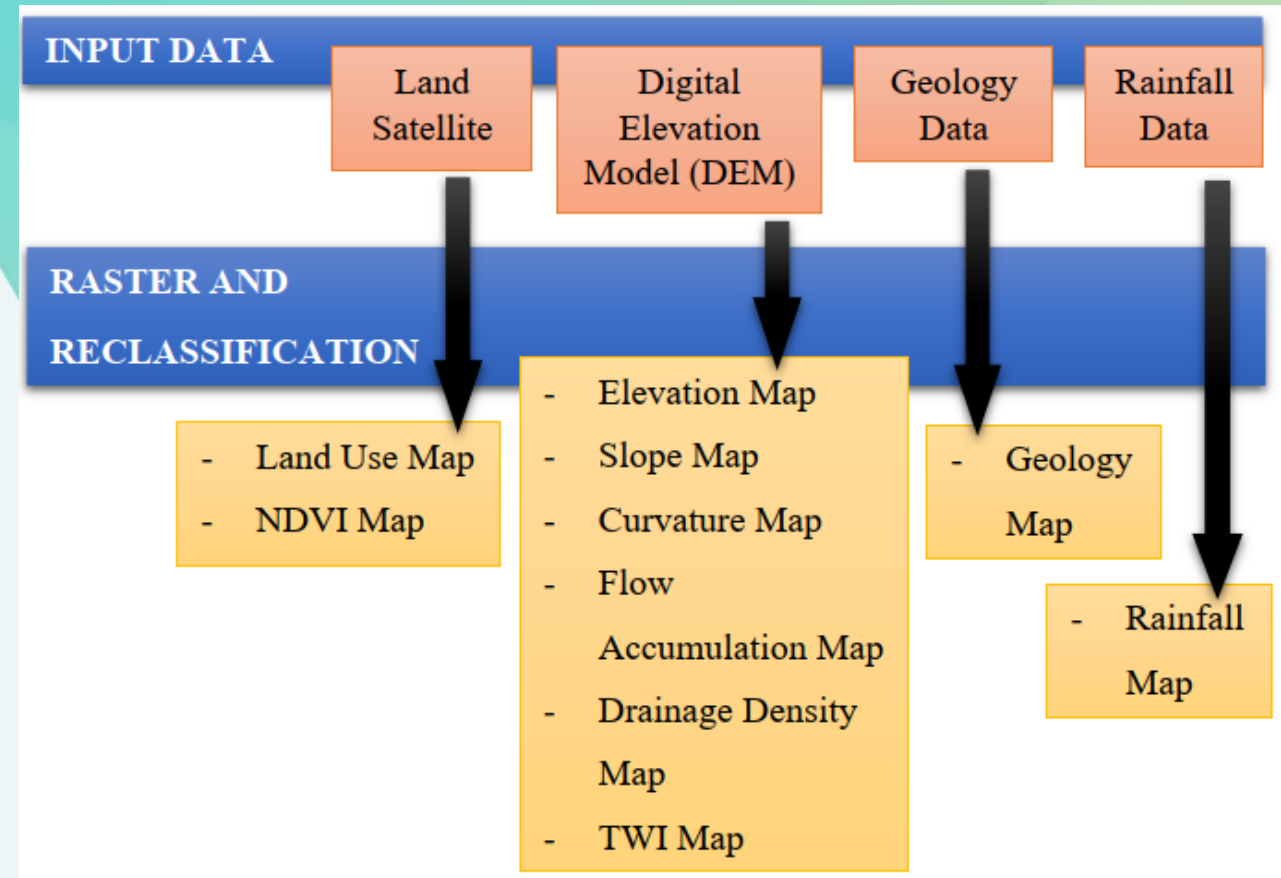 INPUT DATA
Land
Satellite
Digital
Elevation
Model (DEM)
Geology
Data
Rainfall
Data
RASTER AND
RECLASSIFICATION
- Land Use Map
- NDVI Map
- Elevation Map
- Slope Map
- Curvature Map
- Flow
Accumulation Map
- Drainage Density
Map
- TWI Map
- Geology
Map
- Rainfall
Map